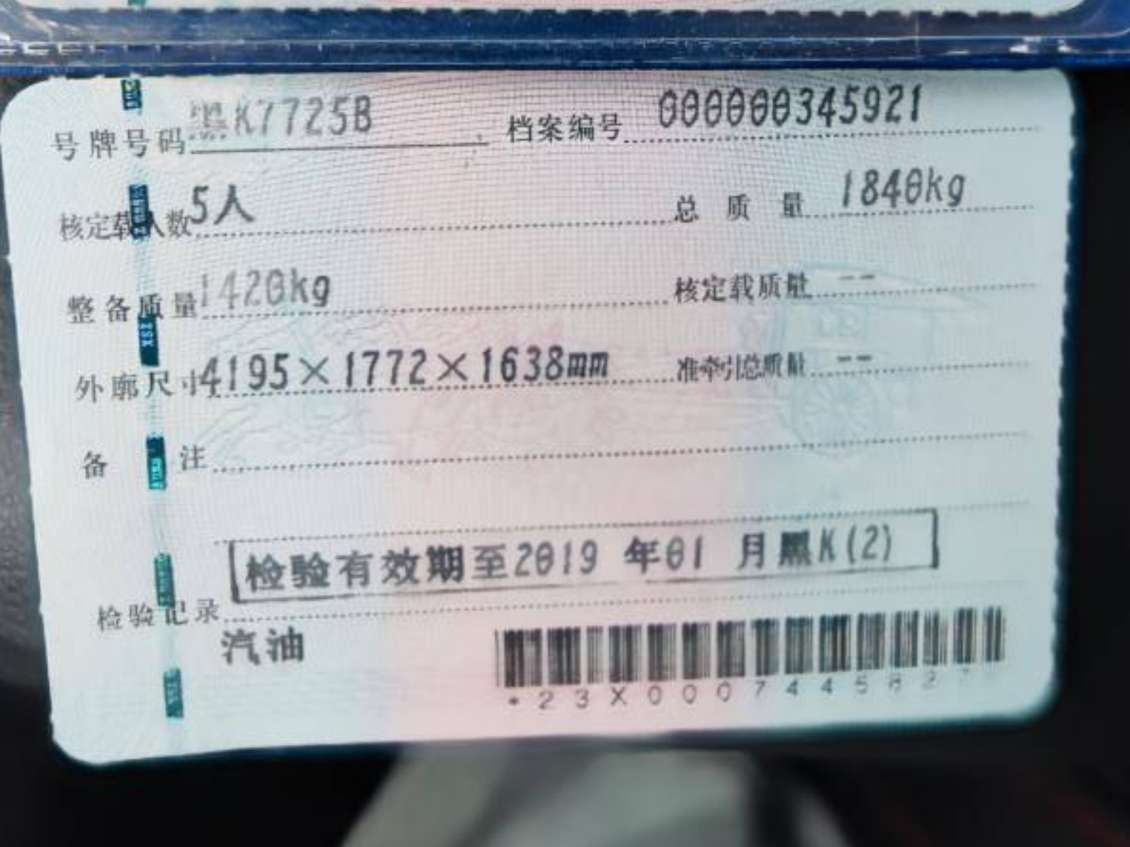 号牌号码 黑K7725B 档案编号 000000345921
核定载人数 5人 总质量 1840kg
整备质量 1420kg 核定载质量 --
外廓尺寸 4195×1772×1638mm 准牵引总质量 --
备注
检验有效期至2019年01月黑K(2)
检验记录
汽油
*23X0007445827